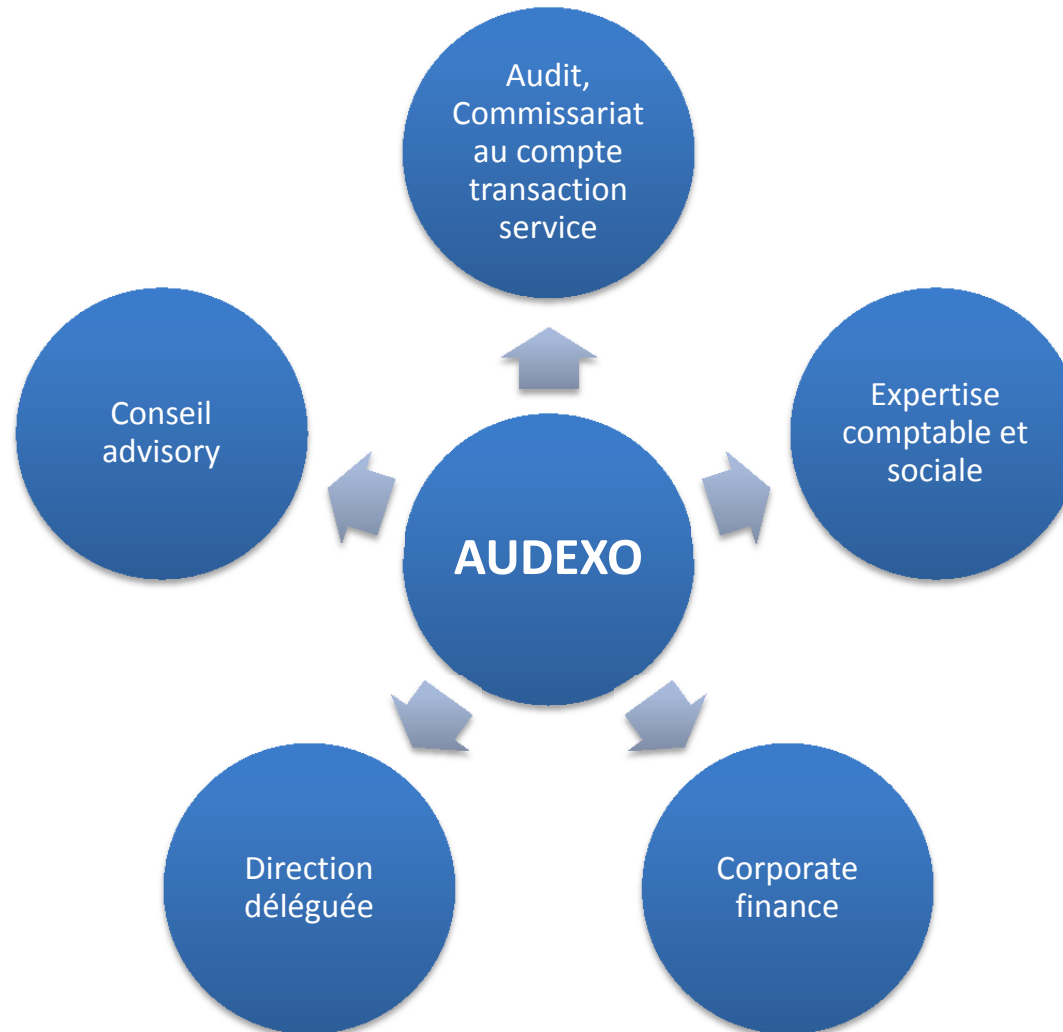 Audit,
Commissariat
au compte
transaction
service
Conseil
advisory
Expertise
comptable et
sociale
AUDEXO
Direction
déléguée
Corporate
finance